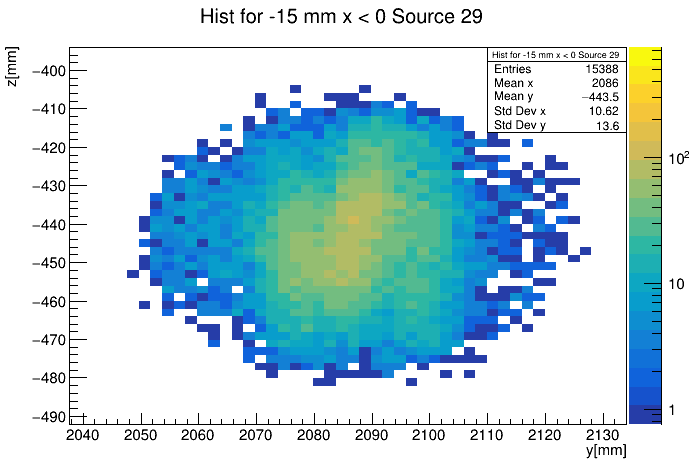 Hist for -15 mm x < 0 Source 29
z[mm]
Hist for -15 mm x < 0 Source 29
Entries 15388
Mean x 2086
Mean y −443.5
Std Dev x 10.62
Std Dev y 13.6
−400
−410
−420
−430
−440
−450
−460
−470
−480
−490
10²
10
1
2040 2050 2060 2070 2080 2090 2100 2110 2120 2130
y[mm]